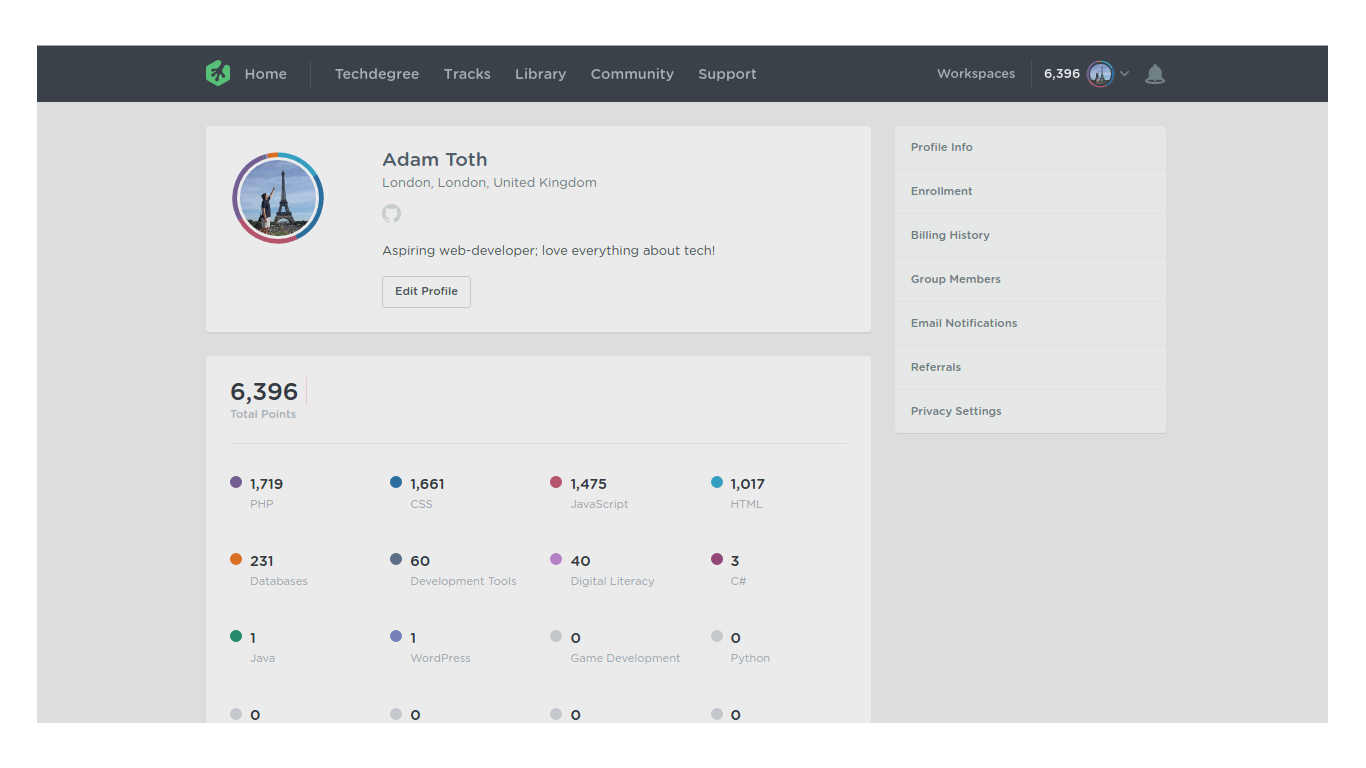 Home Techdegree Tracks Library Community Support Workspaces 6,396
Adam Toth
London, London, United Kingdom
Aspiring web-developer; love everything about tech!
Edit Profile
Profile Info
Enrollment
Billing History
Group Members
Email Notifications
Referrals
Privacy Settings
6,396
Total Points
1,719 1,661 1,475 1,017
PHP CSS JavaScript HTML
231 60 40 3
Databases Development Tools Digital Literacy C#
1 1 0 0
Java WordPress Game Development Python
0 0 0 0